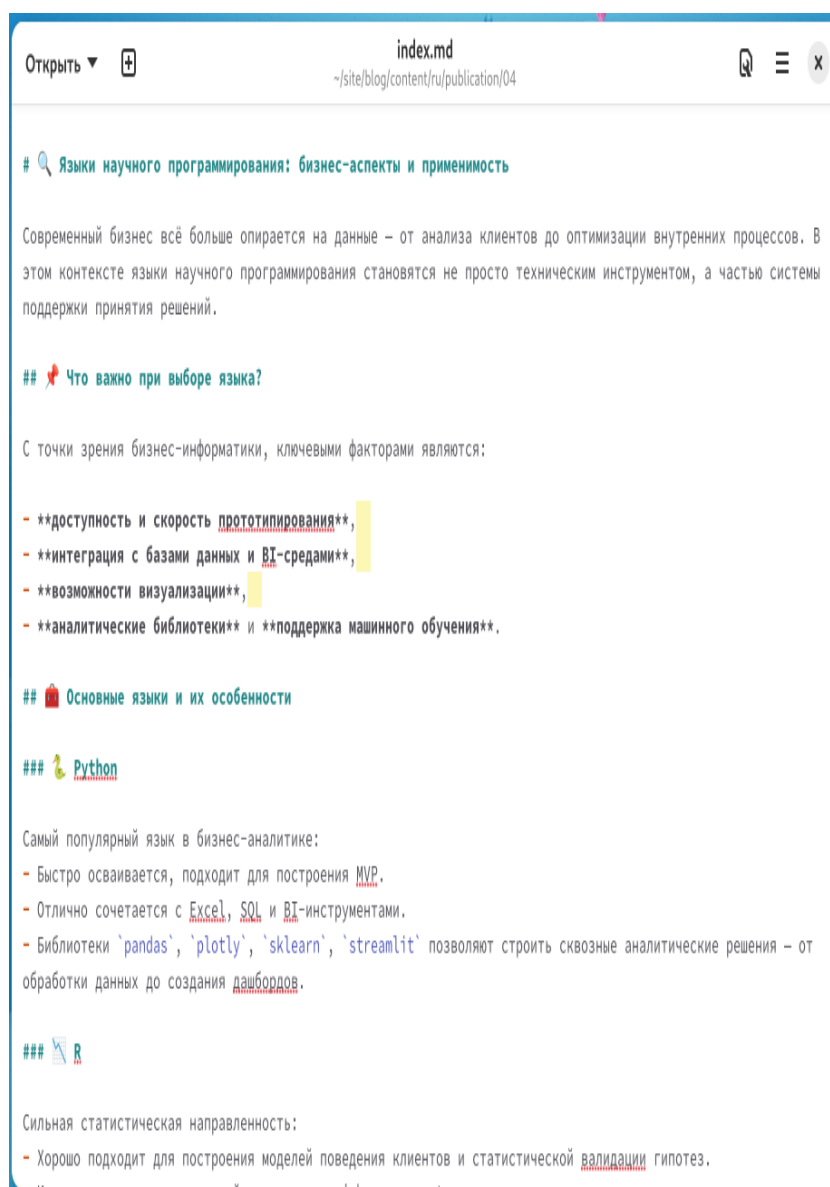 Открыть
index.md
~/site/blog/content/ru/publication/04
# 🔍 Языки научного программирования: бизнес-аспекты и применимость
Современный бизнес всё больше опирается на данные — от анализа клиентов до оптимизации внутренних процессов. В
этом контексте языки научного программирования становятся не просто техническим инструментом, а частью системы
поддержки принятия решений.
## 📌 Что важно при выборе языка?
С точки зрения бизнес-информатики, ключевыми факторами являются:
- **доступность и скорость прототипирования**,
- **интеграция с базами данных и BI-средами**,
- **возможности визуализации**,
- **аналитические библиотеки** и **поддержка машинного обучения**.
## 🧰 Основные языки и их особенности
### 🐍 Python
Самый популярный язык в бизнес-аналитике:
- Быстро осваивается, подходит для построения MVP.
- Отлично сочетается с Excel, SQL и BI-инструментами.
- Библиотеки `pandas`, `plotly`, `sklearn`, `streamlit` позволяют строить сквозные аналитические решения — от
обработки данных до создания дашбордов.
### 📉 R
Сильная статистическая направленность:
- Хорошо подходит для построения моделей поведения клиентов и статистической валидации гипотез.